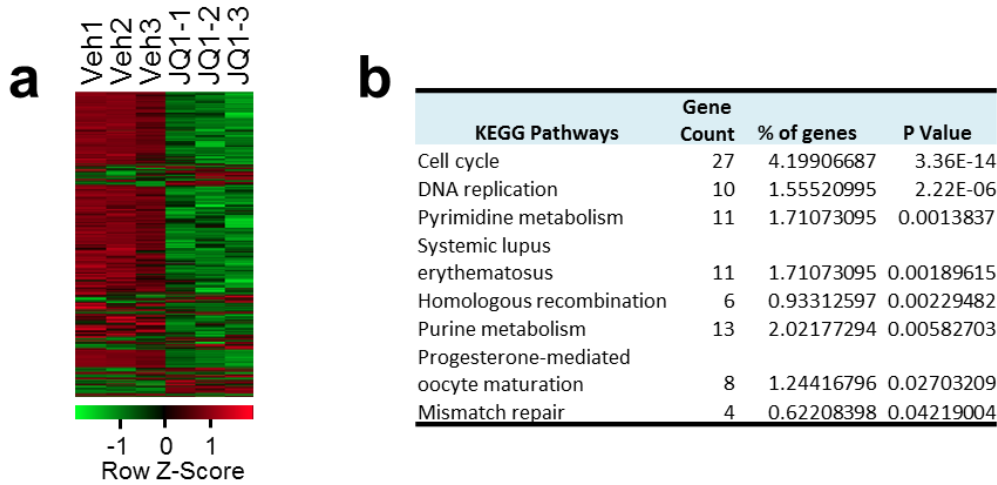 a
Veh1 Veh2 Veh3 JQ1-1 JQ1-2 JQ1-3
-1 0 1
Row Z-Score
b
Gene
KEGG Pathways Count % of genes P Value
Cell cycle 27 4.19906687 3.36E-14
DNA replication 10 1.55520995 2.22E-06
Pyrimidine metabolism 11 1.71073095 0.0013837
Systemic lupus
erythematosus 11 1.71073095 0.00189615
Homologous recombination 6 0.93312597 0.00229482
Purine metabolism 13 2.02177294 0.00582703
Progesterone-mediated
oocyte maturation 8 1.24416796 0.02703209
Mismatch repair 4 0.62208398 0.04219004